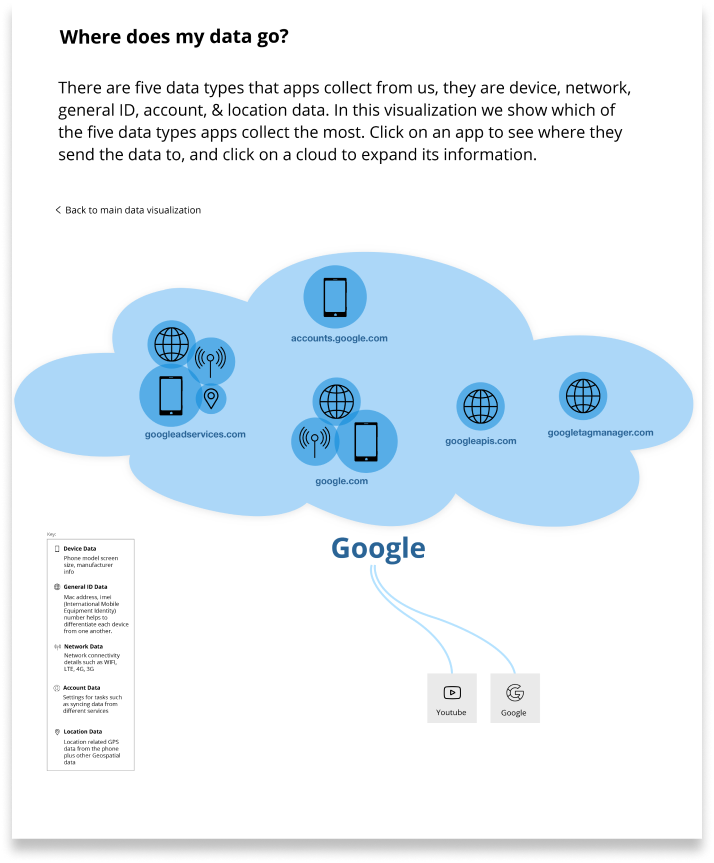 Where does my data go?
There are five data types that apps collect from us, they are device, network,
general ID, account, & location data. In this visualization we show which of
the five data types apps collect the most. Click on an app to see where they
send the data to, and click on a cloud to expand its information.
< Back to main data visualization
accounts.google.com
googleadservices.com
google.com
googleapis.com
googletagmanager.com
Google
Key:
Device Data
Phone model screen
size, manufacturer
info
General ID Data
Mac address, imei
(International Mobile
Equipment Identity)
number helps to
differentiate each device
from one another.
Network Data
Network connectivity
details such as WIFI,
LTE, 4G, 3G
Account Data
Settings for tasks such
as syncing data from
different services
Location Data
Location related GPS
data from the phone
plus other Geospatial
data
Youtube
Google